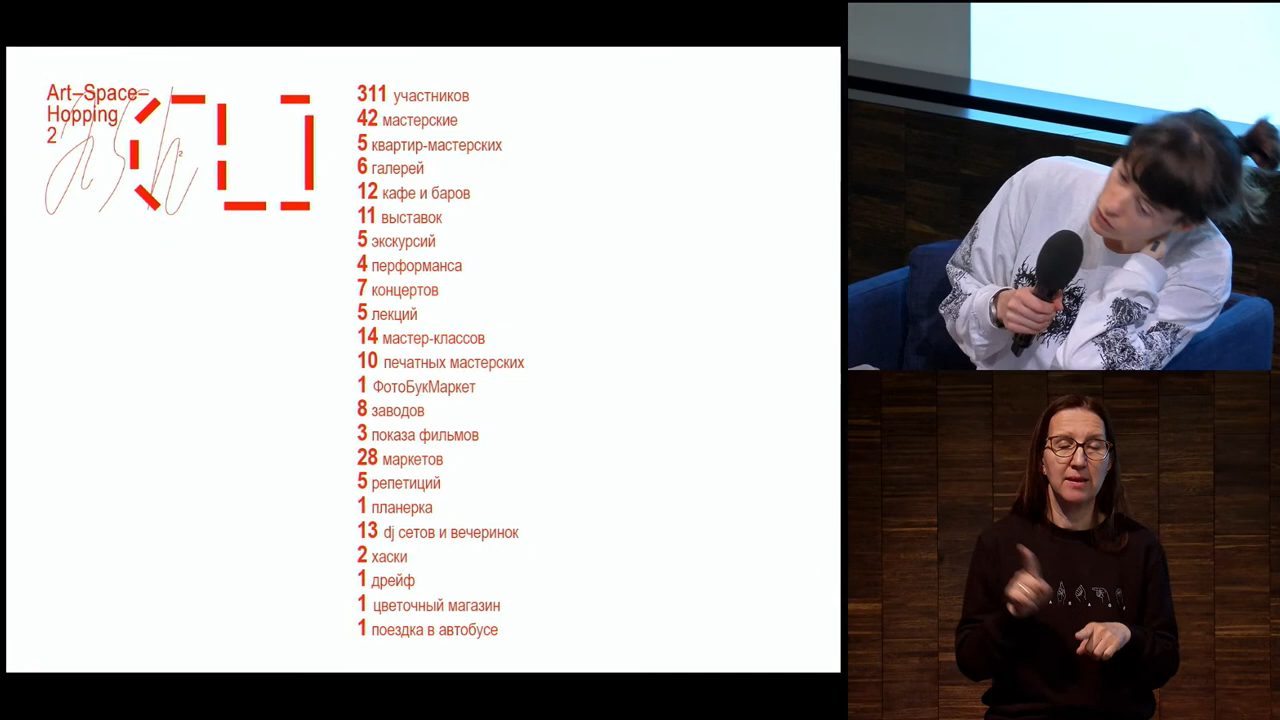 Art–Space–
Hopping
2
311 участников
42 мастерские
5 квартир-мастерских
6 галерей
12 кафе и баров
11 выставок
5 экскурсий
4 перформанса
7 концертов
5 лекций
14 мастер-классов
10 печатных мастерских
1 ФотоБукМаркет
8 заводов
3 показа фильмов
28 маркетов
5 репетиций
1 планерка
13 dj сетов и вечеринок
2 хаски
1 дрейф
1 цветочный магазин
1 поездка в автобусе